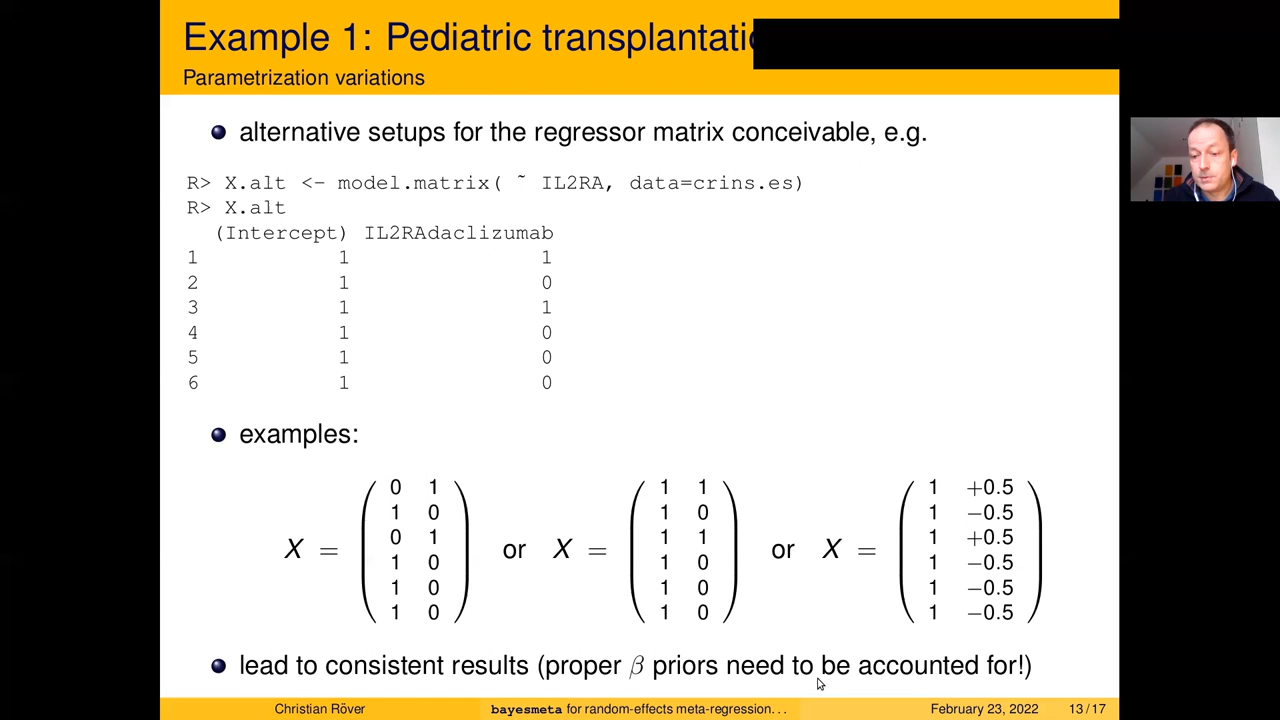 Example 1: Pediatric
Parametrization variations
alternative setups for the regressor matrix conceivable, e.g.
R> X.alt <- model.matrix( ~ IL2RA, data=crins.es)
R> X.alt
(Intercept) IL2RAdaclizumab
1 1 1
2 1 0
3 1 1
4 1 0
5 1 0
6 1 0
examples:
0 1 1 1 1 +0.5
1 0 1 0 1 −0.5
0 1 1 1 1 +0.5
X = or X = or X =
1 0 1 0 1 −0.5
1 0 1 0 1 −0.5
1 0 1 0 1 −0.5
lead to consistent results (proper β priors need to be accounted for!)
Christian Röver bayesmeta for random-effects meta-regression... February 23, 2022 13/17